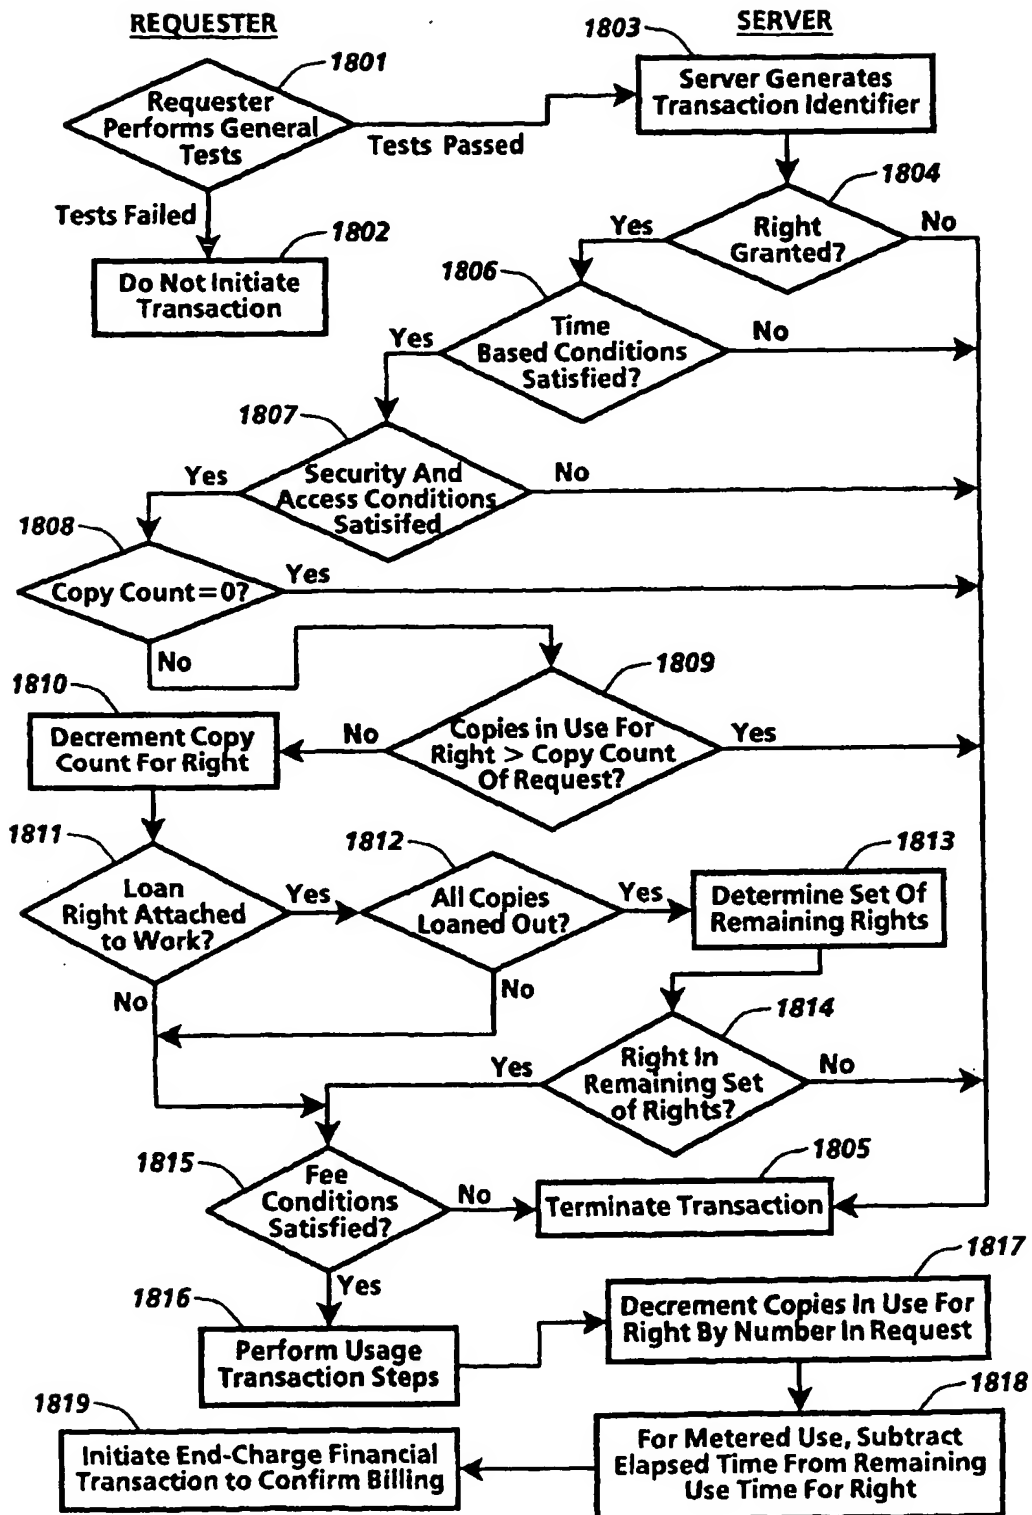 REQUESTER
SERVER
1801
1803
Requester
Performs General
Tests
Server Generates
Transaction Identifier
Tests Passed
Tests Failed
1804
1802
Right
Granted?
Yes
No
Do Not Initiate
Transaction
1806
Time
Based Conditions
Satisfied?
Yes
No
1807
Security And
Access Conditions
Satisifed
Yes
No
1808
Copy Count=0?
Yes
No
1809
1810
Decrement Copy
Count For Right
No
Copies in Use For
Right > Copy Count
Of Request?
Yes
1811
1812
1813
Loan
Right Attached
to Work?
Yes
All Copies
Loaned Out?
Yes
Determine Set Of
Remaining Rights
No
No
1814
Yes
Right In
Remaining Set
of Rights?
No
1815
1805
Fee
Conditions
Satisfied?
No
Terminate Transaction
Yes
1817
1816
Decrement Copies In Use For
Right By Number In Request
Perform Usage
Transaction Steps
1818
1819
Initiate End-Charge Financial
Transaction to Confirm Billing
For Metered Use, Subtract
Elapsed Time From Remaining
Use Time For Right